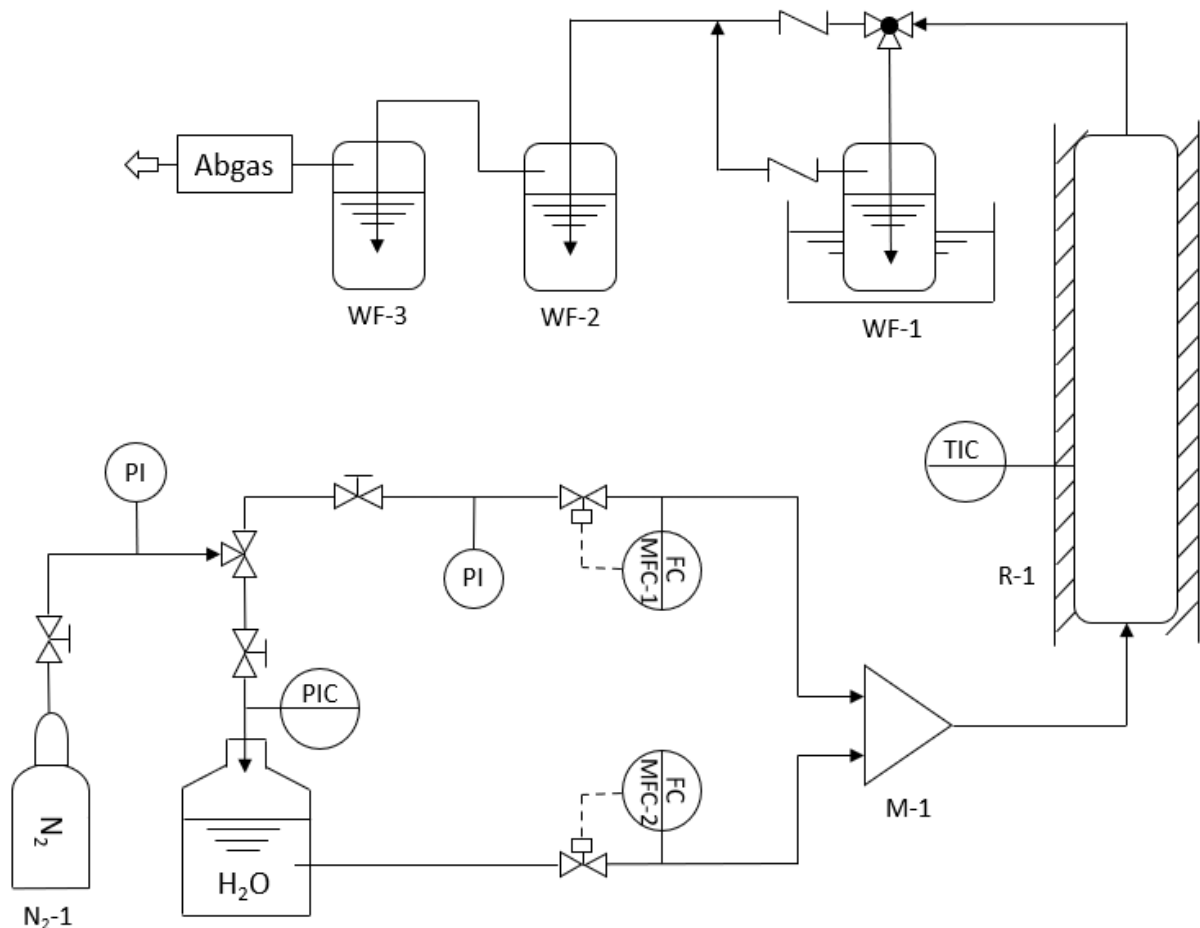 Abgas
WF-3
WF-2
WF-1
TIC
PI
R-1
PI
FC
MFC-1
PIC
FC
MFC-2
M-1
N₂
H₂O
N₂-1